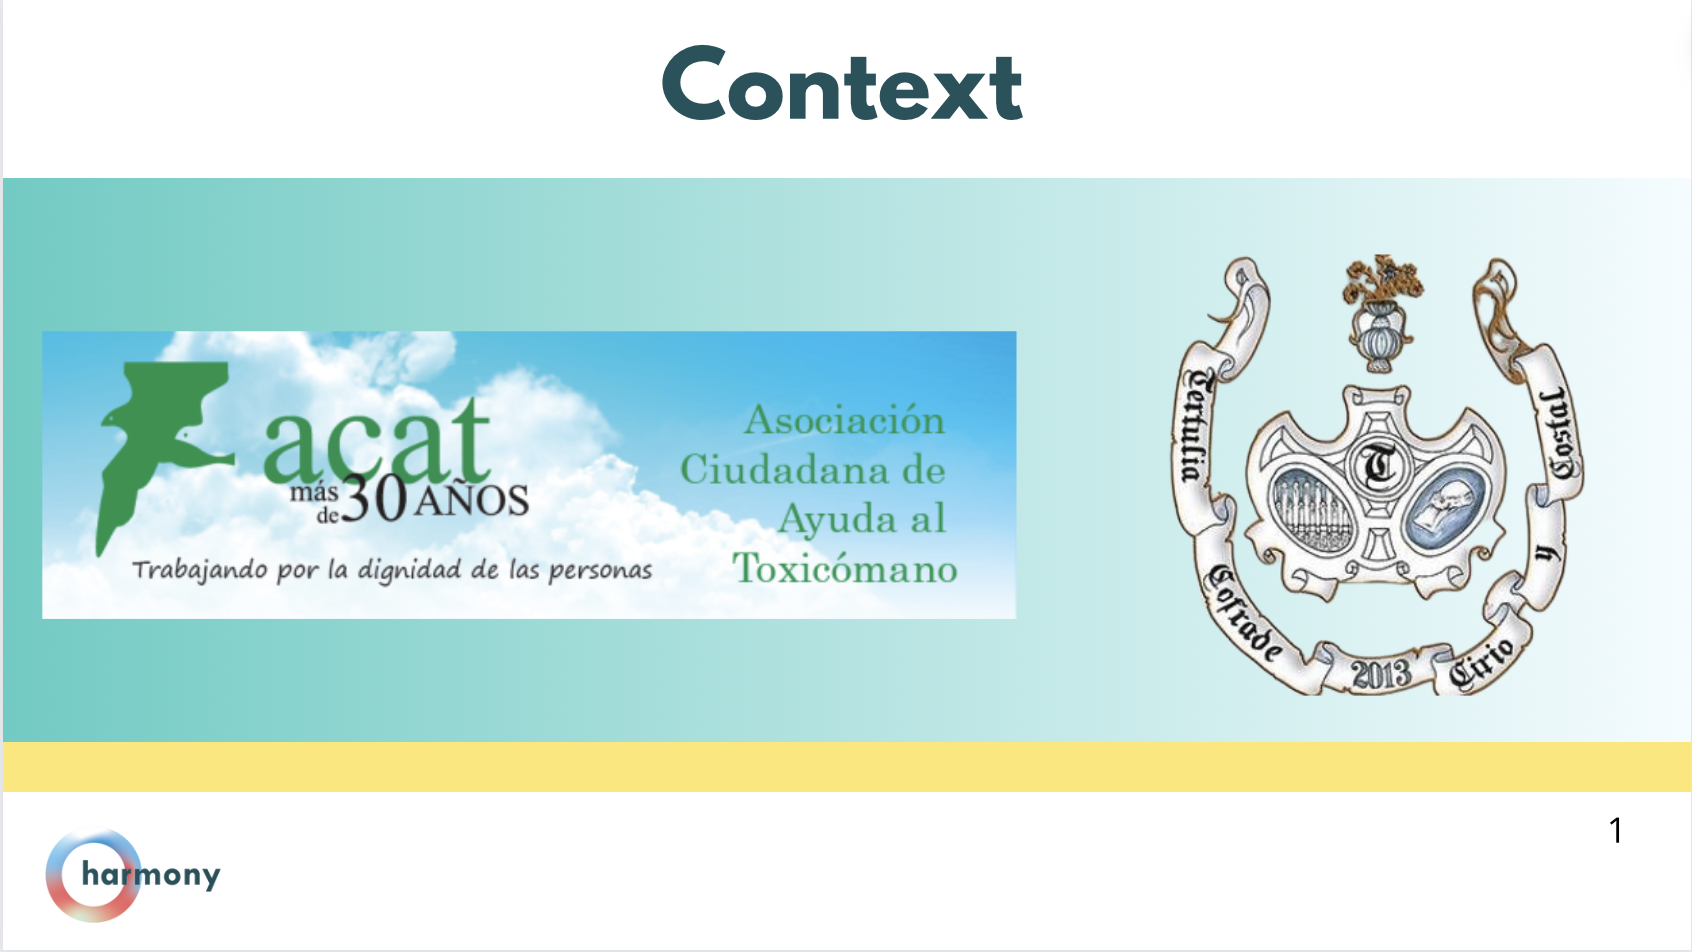 Context
acat
más
de 30 AÑOS
Trabajando por la dignidad de las personas
Asociación
Ciudadana de
Ayuda al
Toxicómano
T
Tertulia
Cofrade
2013
Cirio
y
Costal
harmony
1